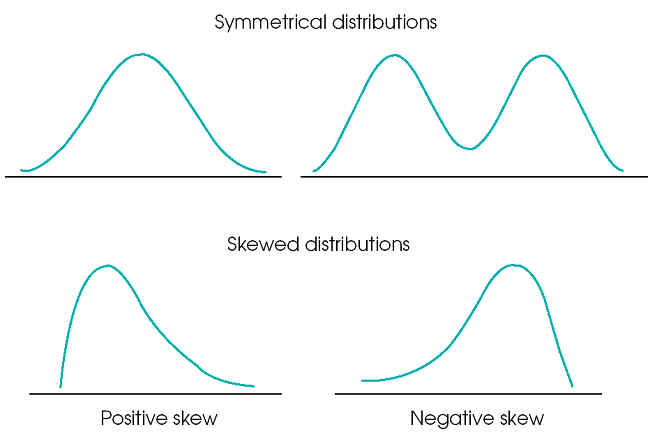 Symmetrical distributions
Skewed distributions
Positive skew
Negative skew